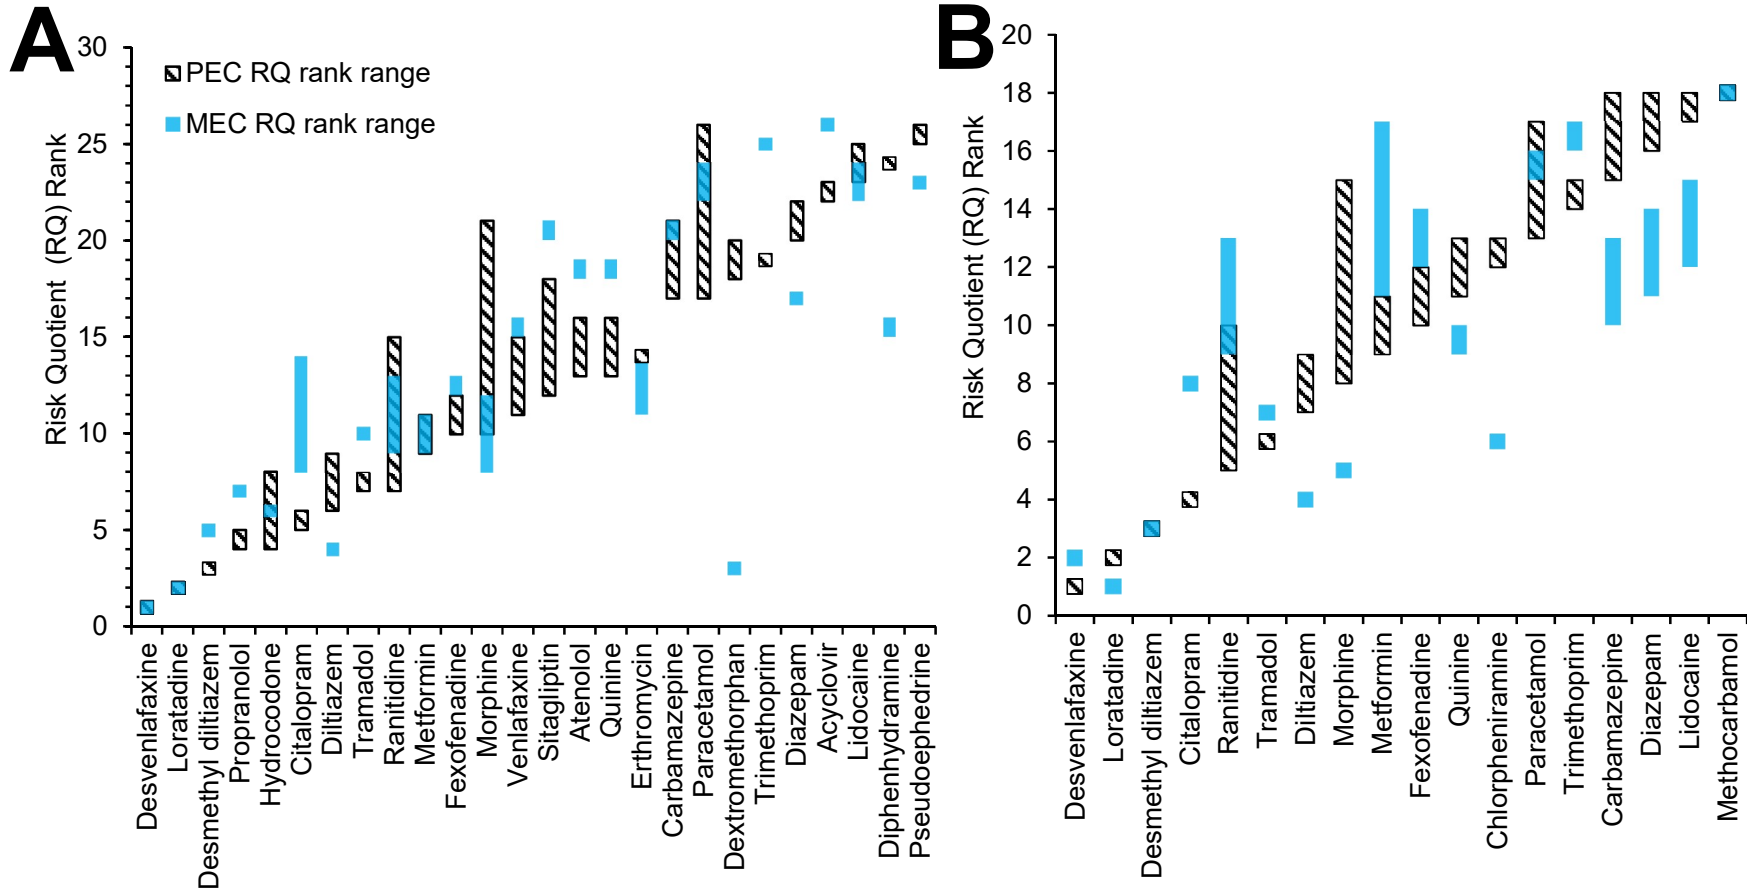 A
30
25
20
15
10
5
0
Risk Quotient (RQ) Rank
PEC RQ rank range
MEC RQ rank range
Desvenlafaxine
Loratadine
Desmethyl diltiazem
Propranolol
Hydrocodone
Citalopram
Diltiazem
Tramadol
Ranitidine
Metformin
Fexofenadine
Morphine
Venlafaxine
Sitagliptin
Atenolol
Quinine
Erthromycin
Carbamazepine
Paracetamol
Dextromethorphan
Trimethoprim
Diazepam
Acyclovir
Lidocaine
Diphenhydramine
Pseudoephedrine
B
20
18
16
14
12
10
8
6
4
2
0
Risk Quotient (RQ) Rank
Desvenlafaxine
Loratadine
Desmethyl diltiazem
Citalopram
Ranitidine
Tramadol
Diltiazem
Morphine
Metformin
Fexofenadine
Quinine
Chlorpheniramine
Paracetamol
Trimethoprim
Carbamazepine
Diazepam
Lidocaine
Methocarbamol